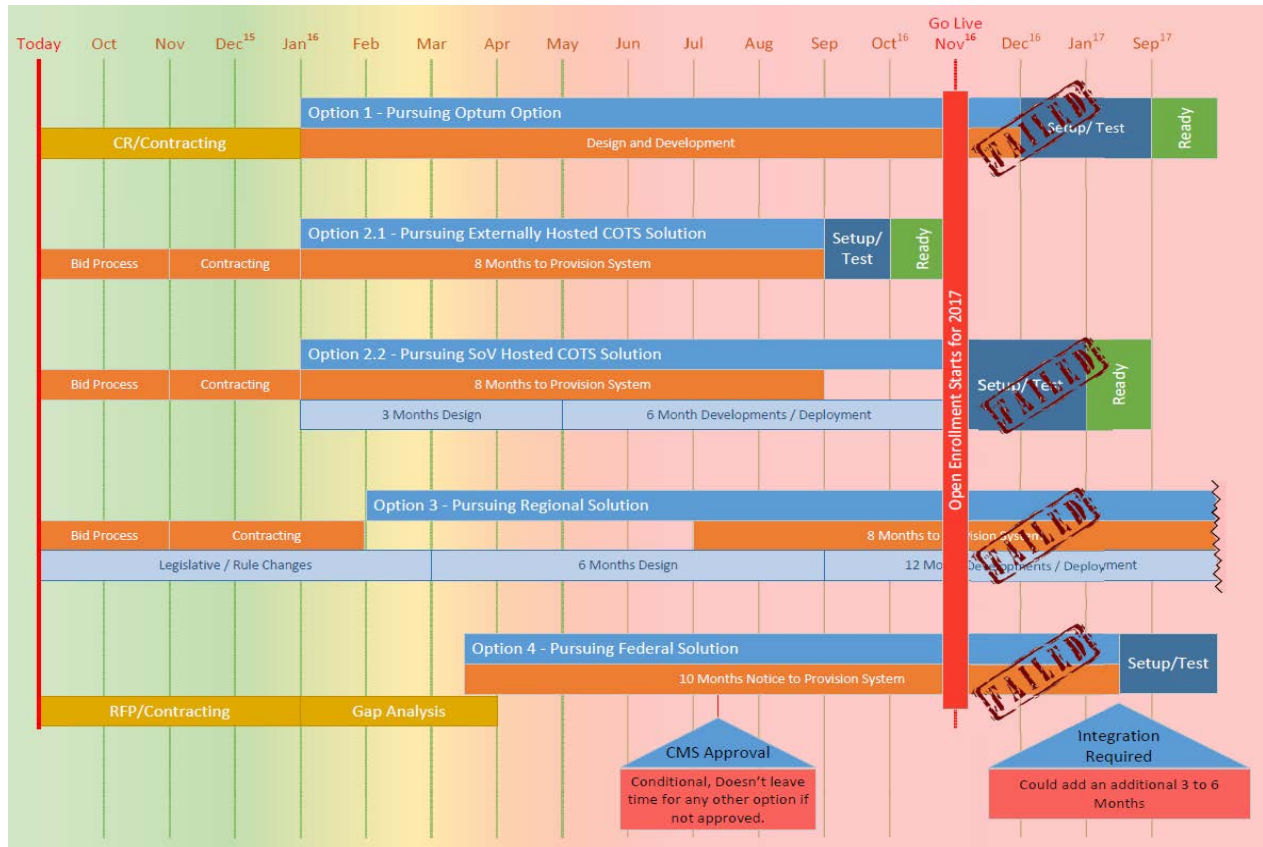 Go Live
Today Oct Nov Dec15 Jan16 Feb Mar Apr May Jun Jul Aug Sep Oct16 Nov16 Dec16 Jan17 Sep17
Option 1 - Pursuing Optum Option
CR/Contracting
Design and Development
FAILED!
Setup/ Test
Ready
Option 2.1 - Pursuing Externally Hosted COTS Solution
Bid Process
Contracting
8 Months to Provision System
Setup/
Test
Ready
Open Enrollment Starts for 2017
Option 2.2 - Pursuing SoV Hosted COTS Solution
Bid Process
Contracting
8 Months to Provision System
3 Months Design
6 Month Developments / Deployment
Setup/ Test
FAILED!
Ready
Option 3 - Pursuing Regional Solution
Bid Process
Contracting
8 Months to Provision System
Legislative / Rule Changes
6 Months Design
12 Mo Developments / Deployment
FAILED!
Option 4 - Pursuing Federal Solution
10 Months Notice to Provision System
FAILED!
Setup/Test
RFP/Contracting
Gap Analysis
CMS Approval
Conditional, Doesn't leave
time for any other option if
not approved.
Integration
Required
Could add an additional 3 to 6
Months